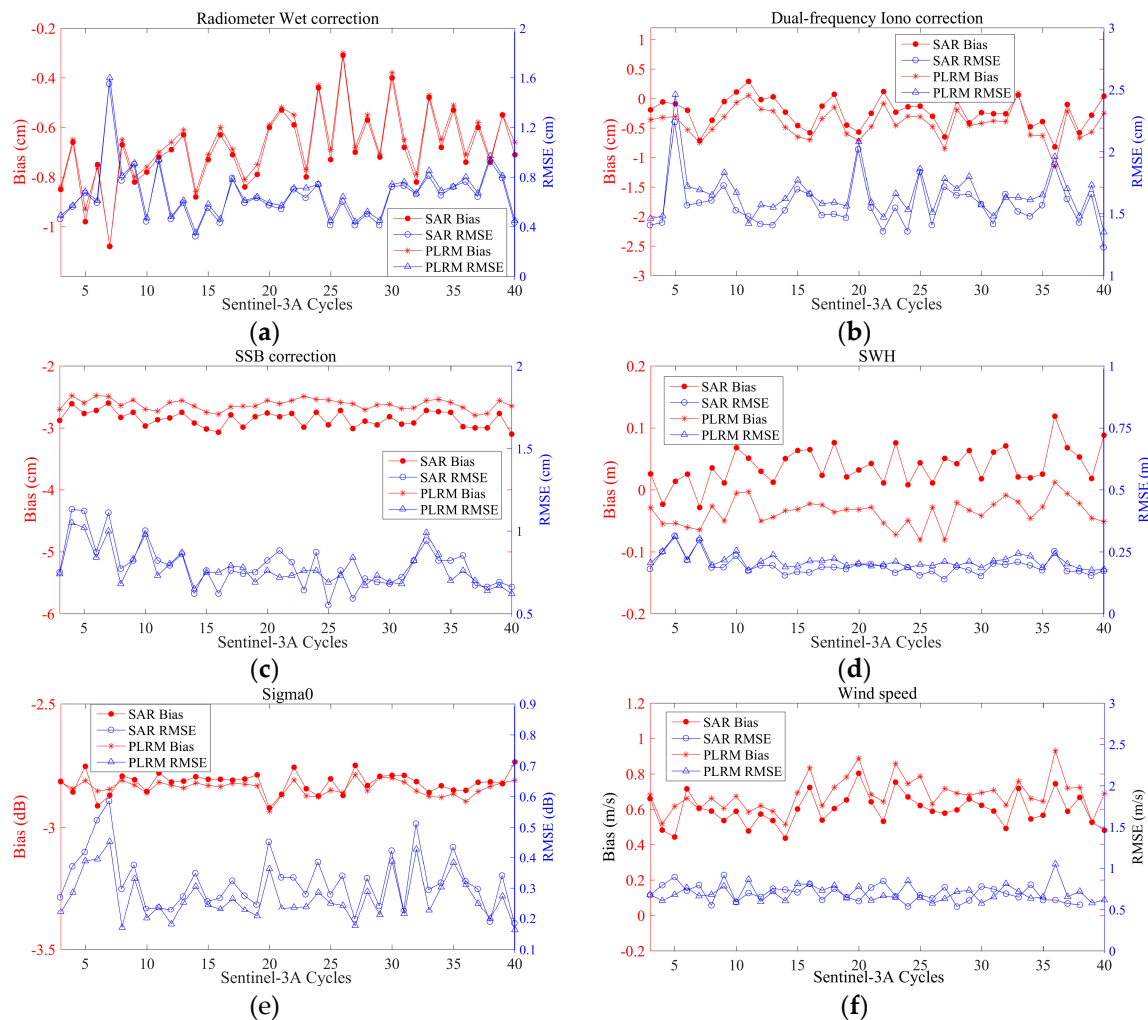 Radiometer Wet correction
-0.2
-0.4
-0.6
-0.8
-1
Bias (cm)
2
1.6
1.2
0.8
0.4
0
RMSE (cm)
SAR Bias
SAR RMSE
PLRM Bias
PLRM RMSE
5 10 15 20 25 30 35 40
Sentinel-3A Cycles
(a)
Dual-frequency Iono correction
1
0.5
0
-0.5
-1
-1.5
-2
-2.5
-3
Bias (cm)
3
2.5
2
1.5
1
RMSE (cm)
SAR Bias
SAR RMSE
PLRM Bias
PLRM RMSE
5 10 15 20 25 30 35 40
Sentinel-3A Cycles
(b)
SSB correction
-2
-3
-4
-5
-6
Bias (cm)
2
1.5
1
0.5
RMSE (cm)
SAR Bias
SAR RMSE
PLRM Bias
PLRM RMSE
5 10 15 20 25 30 35 40
Sentinel-3A Cycles
(c)
SWH
0.2
0.1
0
-0.1
-0.2
Bias (m)
1
0.75
0.5
0.25
0
RMSE (m)
SAR Bias
SAR RMSE
PLRM Bias
PLRM RMSE
5 10 15 20 25 30 35 40
Sentinel-3A Cycles
(d)
Sigma0
-2.5
-3
-3.5
Bias (dB)
0.9
0.8
0.7
0.6
0.5
0.4
0.3
0.2
0.1
RMSE (dB)
SAR Bias
SAR RMSE
PLRM Bias
PLRM RMSE
5 10 15 20 25 30 35 40
Sentinel-3A Cycles
(e)
Wind speed
1.2
1
0.8
0.6
0.4
0.2
0
-0.2
Bias (m/s)
3
2.5
2
1.5
1
0.5
0
RMSE (m/s)
SAR Bias
SAR RMSE
PLRM Bias
PLRM RMSE
5 10 15 20 25 30 35 40
Sentinel-3A Cycles
(f)